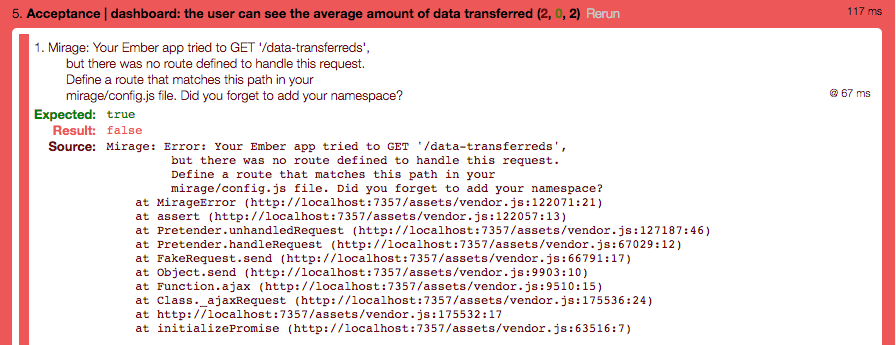 5. Acceptance | dashboard: the user can see the average amount of data transferred (2, 0, 2) Rerun 117 ms
1. Mirage: Your Ember app tried to GET '/data-transferreds',
but there was no route defined to handle this request.
Define a route that matches this path in your
mirage/config.js file. Did you forget to add your namespace? @ 67 ms
Expected: true
Result: false
Source: Mirage: Error: Your Ember app tried to GET '/data-transferreds',
but there was no route defined to handle this request.
Define a route that matches this path in your
mirage/config.js file. Did you forget to add your namespace?
at MirageError (http://localhost:7357/assets/vendor.js:122071:21)
at assert (http://localhost:7357/assets/vendor.js:122057:13)
at Pretender.unhandledRequest (http://localhost:7357/assets/vendor.js:127187:46)
at Pretender.handleRequest (http://localhost:7357/assets/vendor.js:67029:12)
at FakeRequest.send (http://localhost:7357/assets/vendor.js:66791:17)
at Object.send (http://localhost:7357/assets/vendor.js:9903:10)
at Function.ajax (http://localhost:7357/assets/vendor.js:9510:15)
at Class._ajaxRequest (http://localhost:7357/assets/vendor.js:175536:24)
at http://localhost:7357/assets/vendor.js:175532:17
at initializePromise (http://localhost:7357/assets/vendor.js:63516:7)